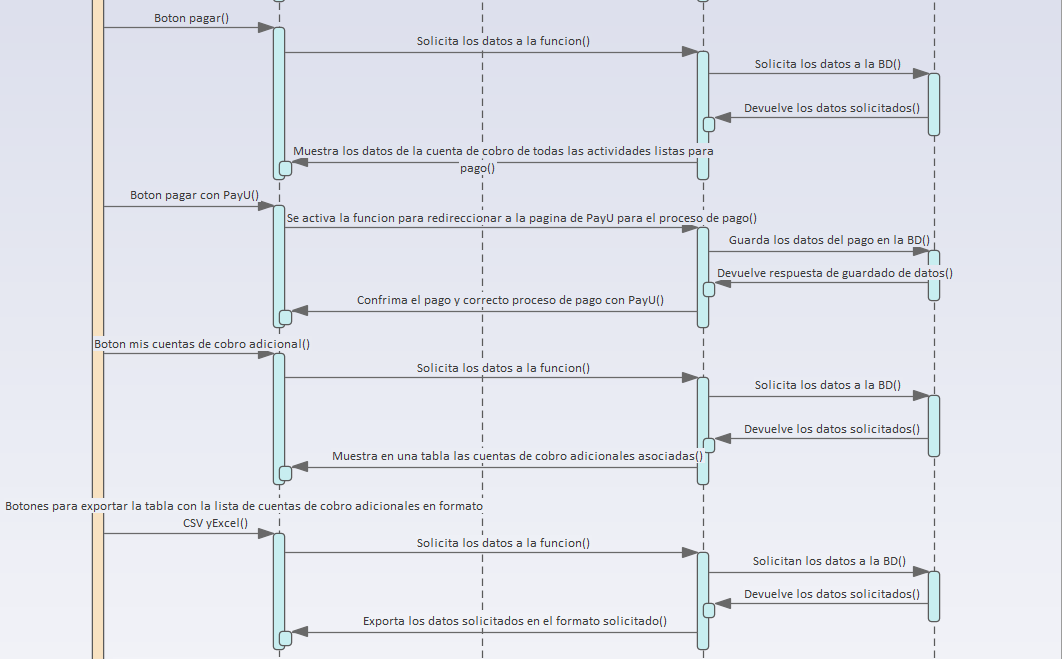 Boton pagar()
Solicita los datos a la funcion()
Solicita los datos a la BD()
Devuelve los datos solicitados()
Muestra los datos de la cuenta de cobro de todas las actividades listas para
pago()
Boton pagar con PayU()
Se activa la funcion para redireccionar a la pagina de PayU para el proceso de pago()
Guarda los datos del pago en la BD()
Devuelve respuesta de guardado de datos()
Confrima el pago y correcto proceso de pago con PayU()
Boton mis cuentas de cobro adicional()
Solicita los datos a la funcion()
Solicita los datos a la BD()
Devuelve los datos solicitados()
Muestra en una tabla las cuentas de cobro adicionales asociadas()
Botones para exportar la tabla con la lista de cuentas de cobro adicionales en formato
CSV yExcel()
Solicita los datos a la funcion()
Solicitan los datos a la BD()
Devuelve los datos solicitados()
Exporta los datos solicitados en el formato solicitado()